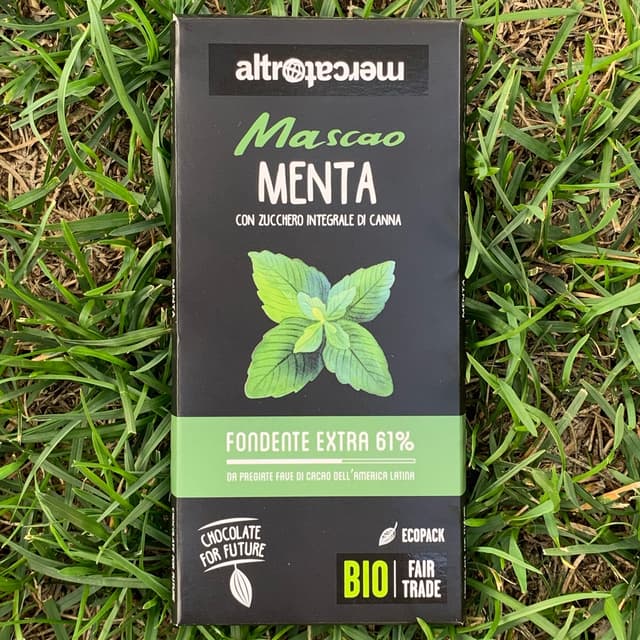 altromercato
Mascao
MENTA
CON ZUCCHERO INTEGRALE DI CANNA
FONDENTE EXTRA 61%
DA PREGIATE FAVE DI CACAO DELL'AMERICA LATINA
CHOCOLATE
FOR FUTURE
ECOPACK
BIO
FAIR
TRADE